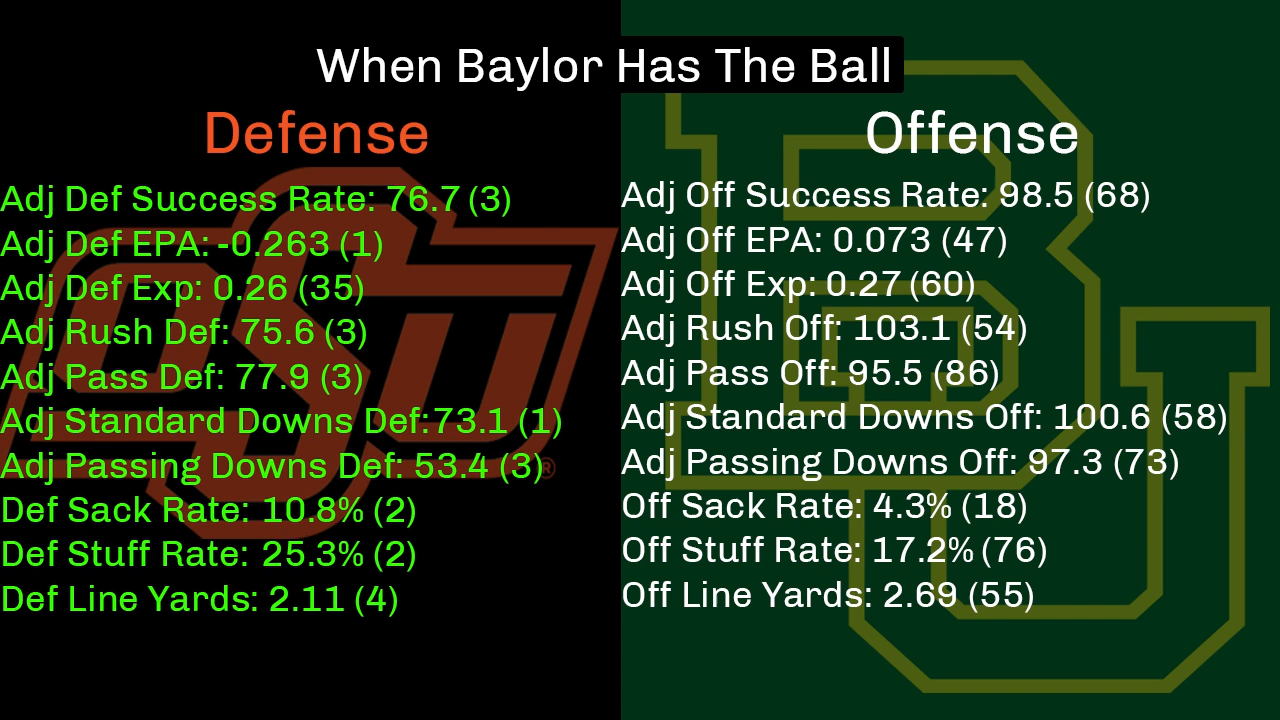 When Baylor Has The Ball
Defense
Adj Def Success Rate: 76.7 (3)
Adj Def EPA: -0.263 (1)
Adj Def Exp: 0.26 (35)
Adj Rush Def: 75.6 (3)
Adj Pass Def: 77.9 (3)
Adj Standard Downs Def:73.1 (1)
Adj Passing Downs Def: 53.4 (3)
Def Sack Rate: 10.8% (2)
Def Stuff Rate: 25.3% (2)
Def Line Yards: 2.11 (4)
OSU
®
Offense
Adj Off Success Rate: 98.5 (68)
Adj Off EPA: 0.073 (47)
Adj Off Exp: 0.27 (60)
Adj Rush Off: 103.1 (54)
Adj Pass Off: 95.5 (86)
Adj Standard Downs Off: 100.6 (58)
Adj Passing Downs Off: 97.3 (73)
Off Sack Rate: 4.3% (18)
Off Stuff Rate: 17.2% (76)
Off Line Yards: 2.69 (55)
BU